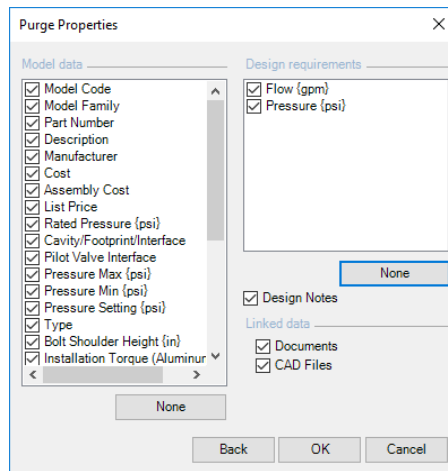 Purge Properties
Model data
Model Code
Model Family
Part Number
Description
Manufacturer
Cost
Assembly Cost
List Price
Rated Pressure {psi}
Cavity/Footprint/Interface
Pilot Valve Interface
Pressure Max {psi}
Pressure Min {psi}
Pressure Setting {psi}
Type
Bolt Shoulder Height {in}
Installation Torque (Aluminur
None
Design requirements
Flow {gpm}
Pressure {psi}
None
Design Notes
Linked data
Documents
CAD Files
Back
OK
Cancel